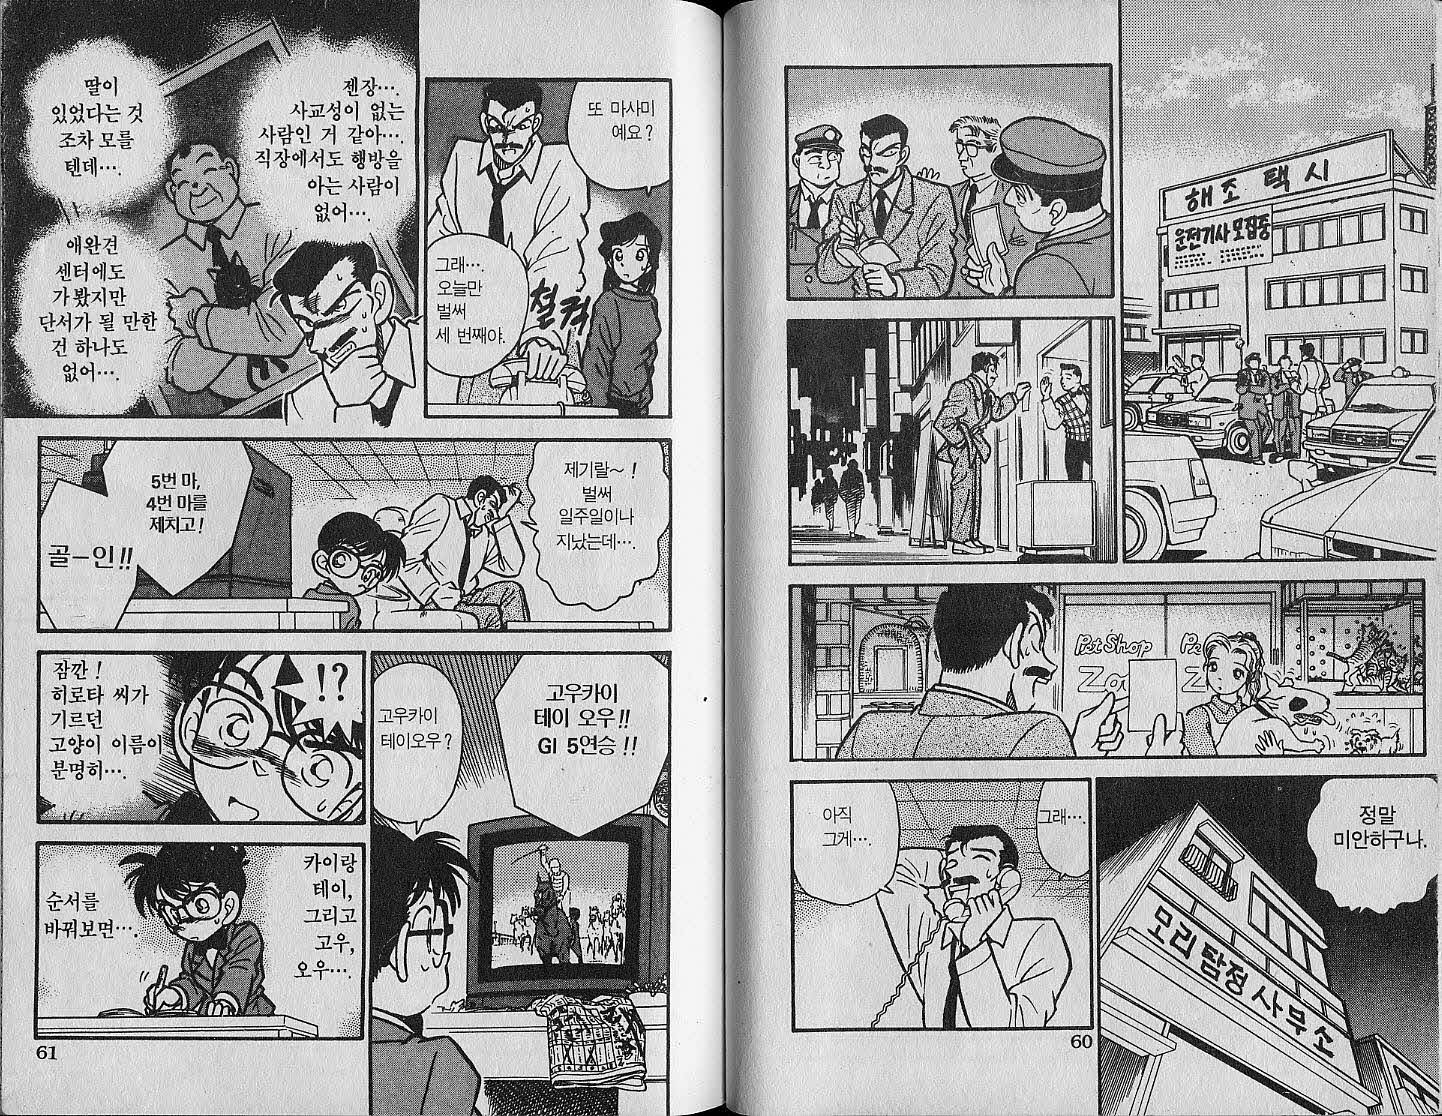 해조택시
운전기사 모집중
Pet Shop
Zoo
Pe
Z
정말
미안하구나.
모리탐정사무소
그래….
아직
그게….
60
또 마사미
예요?
그래….
오늘만
벌써
세 번째야.
철컥
젠장….
사교성이 없는
사람인 거 같아….
직장에서도 행방을
아는 사람이
없어….
딸이
있었다는 것
조차 모를
텐데….
애완견
센터에도
가봤지만
단서가 될 만한
건 하나도
없어….
제기랄~!
벌써
일주일이나
지났는데….
5번 마,
4번 마를
제치고!
골-인!!
고우카이
테이 오우!!
GI 5연승!!
고우카이
테이오우?
!?
잠깐!
히로타 씨가
기르던
고양이 이름이
분명히….
카이랑
테이,
그리고
고우,
오우….
순서를
바꿔보면….
61